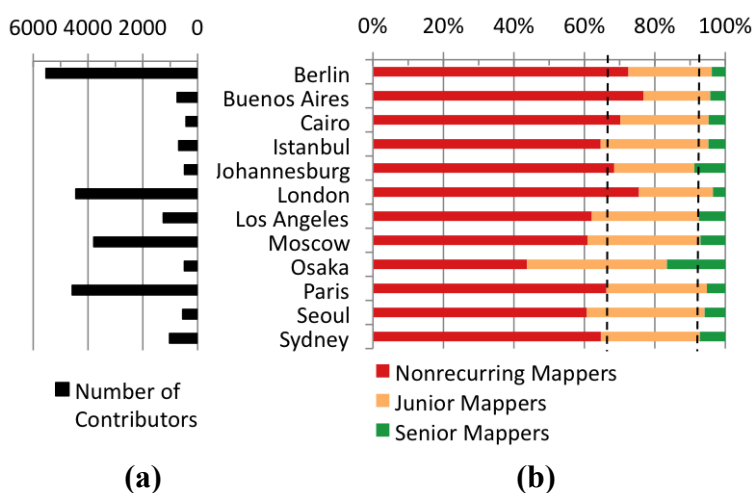 6000 4000 2000 0
0% 20% 40% 60% 80% 100%
Berlin
Buenos Aires
Cairo
Istanbul
Johannesburg
London
Los Angeles
Moscow
Osaka
Paris
Seoul
Sydney
Number of
Contributors
Nonrecurring Mappers
Junior Mappers
Senior Mappers
(a)
(b)